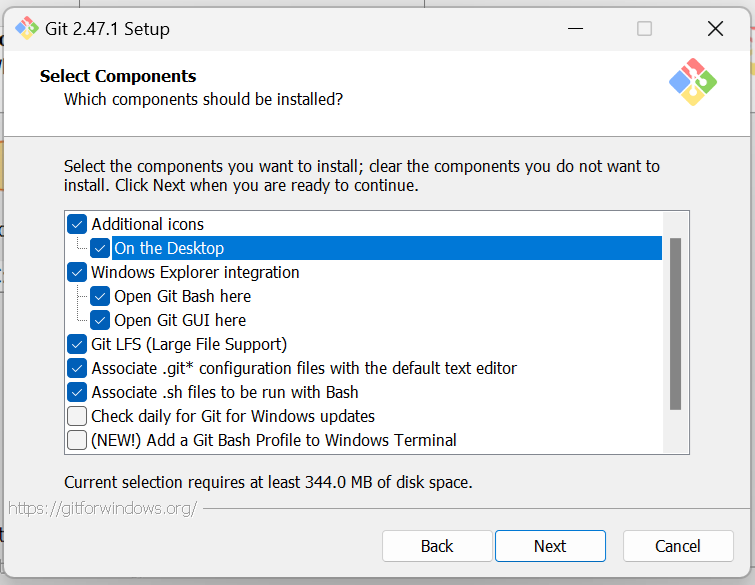 Git 2.47.1 Setup
Select Components
Which components should be installed?
Select the components you want to install; clear the components you do not want to
install. Click Next when you are ready to continue.
Additional icons
On the Desktop
Windows Explorer integration
Open Git Bash here
Open Git GUI here
Git LFS (Large File Support)
Associate .git* configuration files with the default text editor
Associate .sh files to be run with Bash
Check daily for Git for Windows updates
(NEW!) Add a Git Bash Profile to Windows Terminal
Current selection requires at least 344.0 MB of disk space.
https://gitforwindows.org/
Back
Next
Cancel